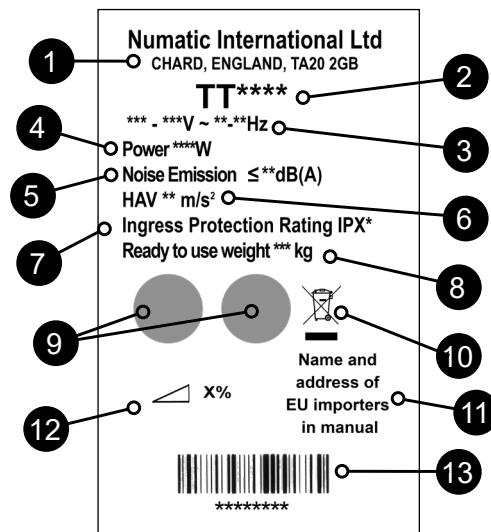 Numatic International Ltd
1 CHARD, ENGLAND, TA20 2GB
TT**** 2
*** - ***V ~ **-**Hz 3
4 Power ****W
5 Noise Emission ≤**dB(A)
HAV ** m/s² 6
7 Ingress Protection Rating IPX*
Ready to use weight *** kg 8
9
10
Name and
address of
EU importers 11
in manual
12 X%
13
********